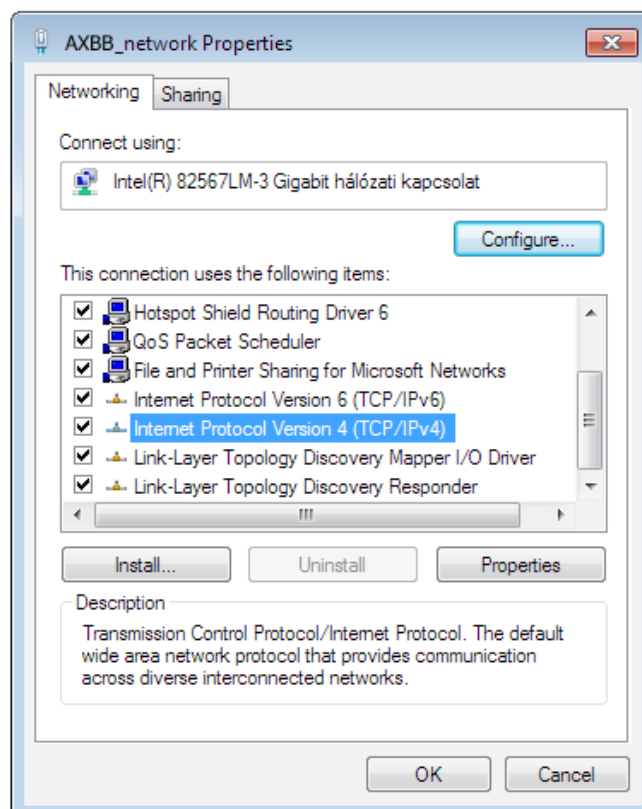 AXBB_network Properties
Networking
Sharing
Connect using:
Intel(R) 82567LM-3 Gigabit hálózati kapcsolat
Configure...
This connection uses the following items:
Hotspot Shield Routing Driver 6
QoS Packet Scheduler
File and Printer Sharing for Microsoft Networks
Internet Protocol Version 6 (TCP/IPv6)
Internet Protocol Version 4 (TCP/IPv4)
Link-Layer Topology Discovery Mapper I/O Driver
Link-Layer Topology Discovery Responder
Install...
Uninstall
Properties
Description
Transmission Control Protocol/Internet Protocol. The default
wide area network protocol that provides communication
across diverse interconnected networks.
OK
Cancel